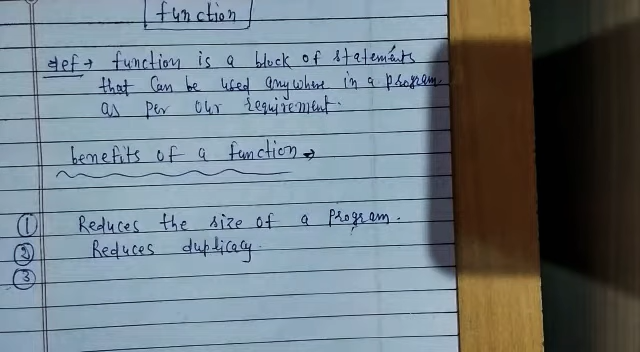 function
def → function is a block of statements
that can be used anywhere in a program
as per our requirement.
benefits of a function →
① Reduces the size of a program.
② Reduces duplicacy.
③